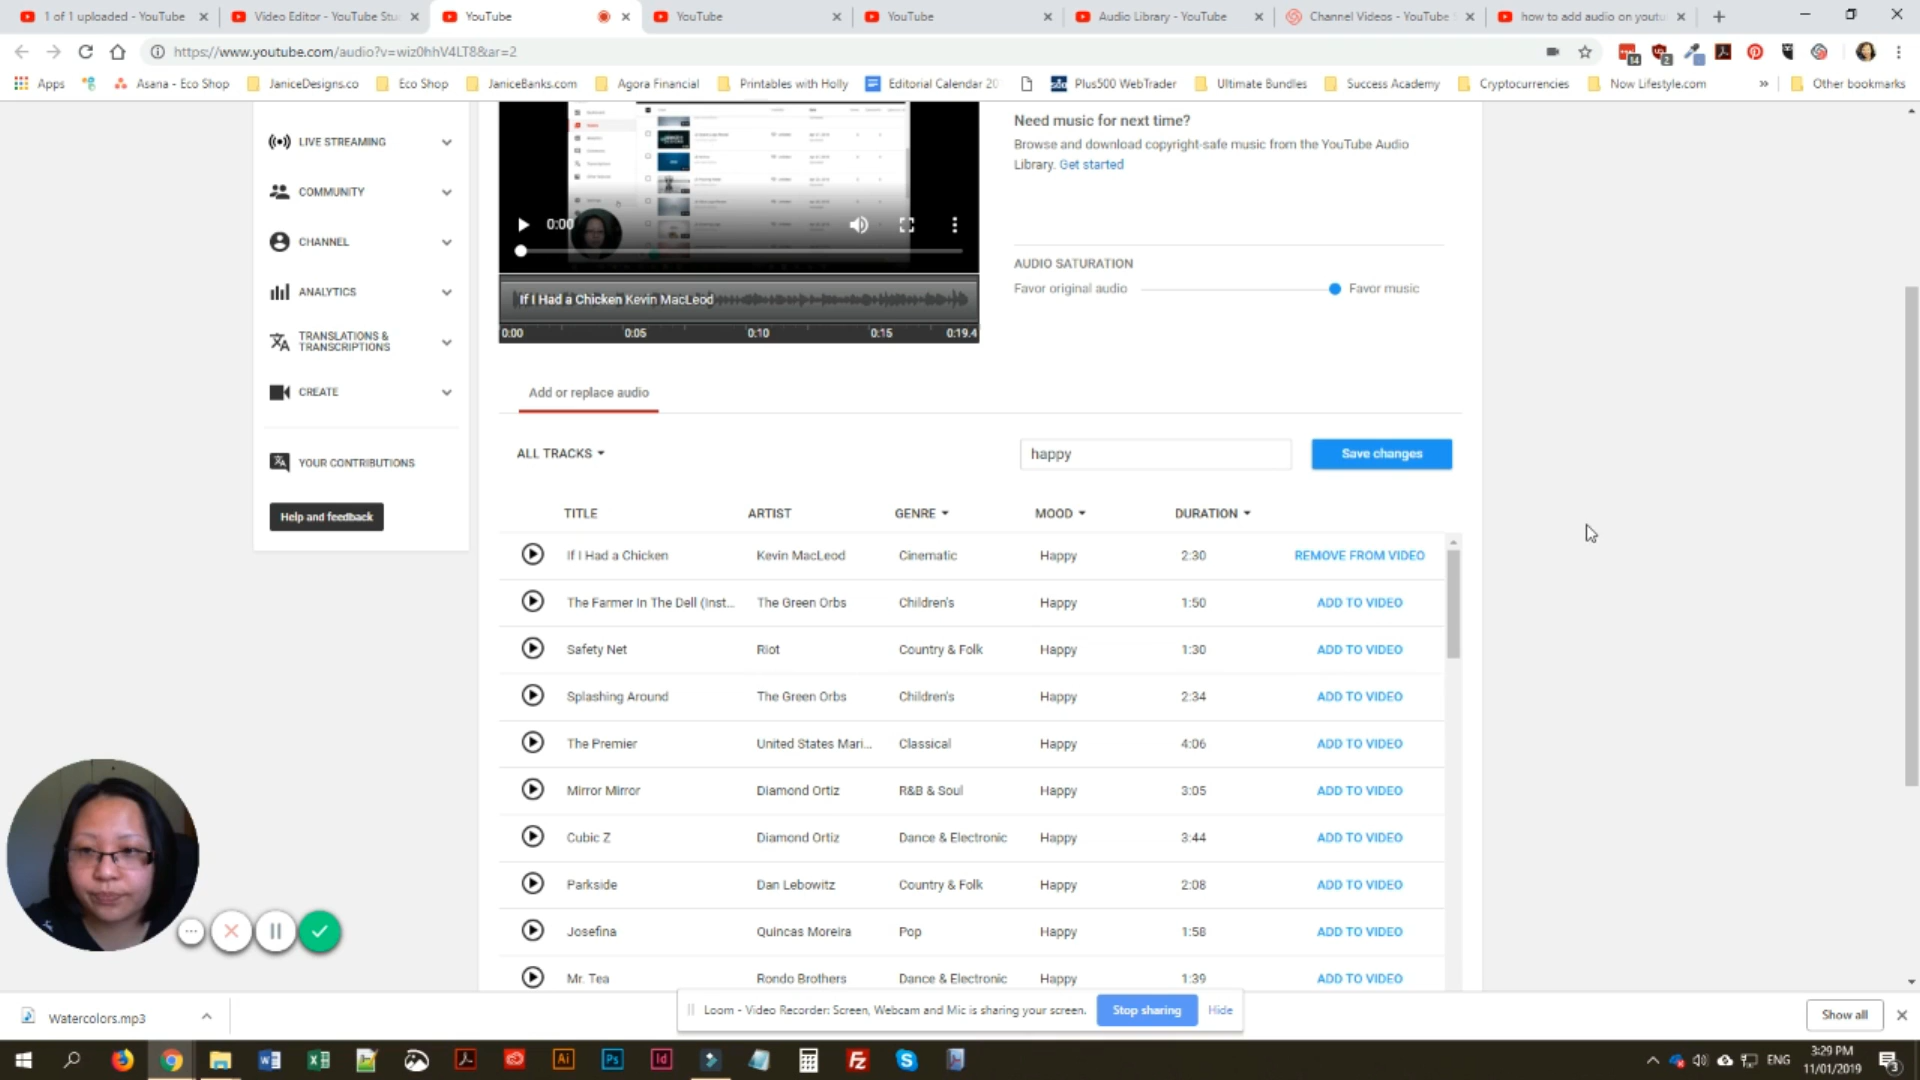 1 of 1 uploaded - YouTube
Video Editor - YouTube Stu
YouTube
YouTube
YouTube
Audio Library - YouTube
Channel Videos - YouTube
how to add audio on youtu
https://www.youtube.com/audio?v=wiz0hhV4LT8&ar=2
14
2
Apps
Asana - Eco Shop
JaniceDesigns.co
Eco Shop
JaniceBanks.com
Agora Financial
Printables with Holly
Editorial Calendar 20
Plus500 WebTrader
Ultimate Bundles
Success Academy
Cryptocurrencies
Now Lifestyle.com
»
Other bookmarks
LIVE STREAMING
COMMUNITY
CHANNEL
ANALYTICS
TRANSLATIONS &
TRANSCRIPTIONS
CREATE
YOUR CONTRIBUTIONS
Help and feedback
0:00
If I Had a Chicken Kevin MacLeod
0:00 0:05 0:10 0:15 0:19.4
Need music for next time?
Browse and download copyright-safe music from the YouTube Audio
Library. Get started
AUDIO SATURATION
Favor original audio Favor music
Add or replace audio
ALL TRACKS
happy
Save changes
TITLE ARTIST GENRE MOOD DURATION
If I Had a Chicken Kevin MacLeod Cinematic Happy 2:30 REMOVE FROM VIDEO
The Farmer In The Dell (Inst... The Green Orbs Children's Happy 1:50 ADD TO VIDEO
Safety Net Riot Country & Folk Happy 1:30 ADD TO VIDEO
Splashing Around The Green Orbs Children's Happy 2:34 ADD TO VIDEO
The Premier United States Mari... Classical Happy 4:06 ADD TO VIDEO
Mirror Mirror Diamond Ortiz R&B & Soul Happy 3:05 ADD TO VIDEO
Cubic Z Diamond Ortiz Dance & Electronic Happy 3:44 ADD TO VIDEO
Parkside Dan Lebowitz Country & Folk Happy 2:08 ADD TO VIDEO
Josefina Quincas Moreira Pop Happy 1:58 ADD TO VIDEO
Mr. Tea Rondo Brothers Dance & Electronic Happy 1:39 ADD TO VIDEO
Watercolors.mp3
Loom - Video Recorder: Screen, Webcam and Mic is sharing your screen.
Stop sharing
Hide
Show all
Ai
Ps
Id
Fz
ENG
3:29 PM
11/01/2019
3